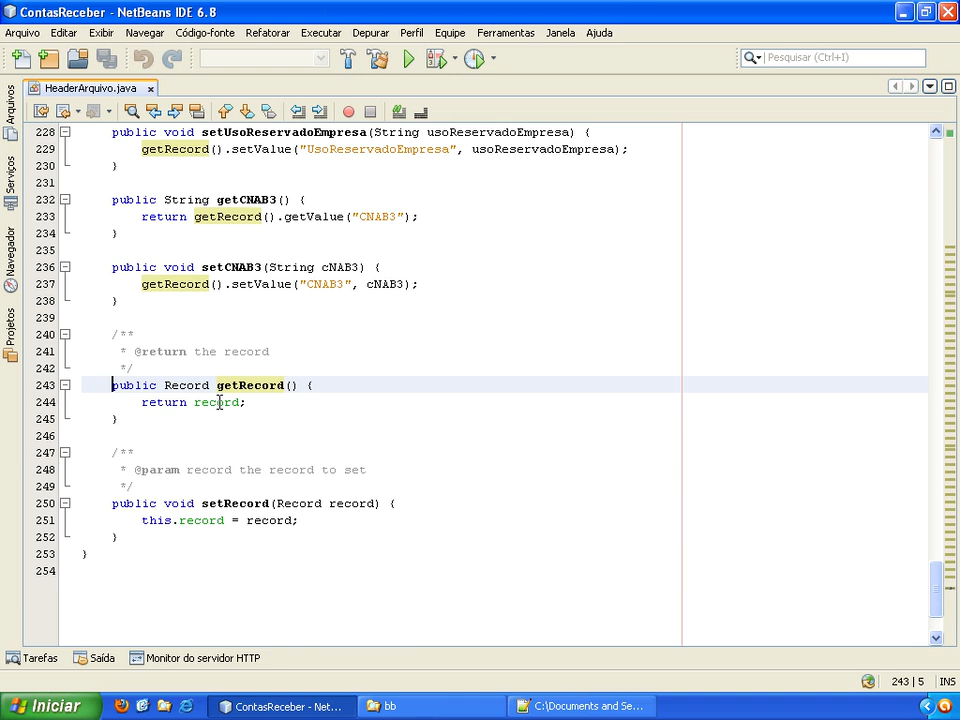 ContasReceber - NetBeans IDE 6.8
Arquivo Editar Exibir Navegar Código-fonte Refatorar Executar Depurar Perfil Equipe Ferramentas Janela Ajuda
Pesquisar (Ctrl+I)
HeaderArquivo.java
Arquivos
Serviços
Navegador
Projetos
228 public void setUsoReservadoEmpresa(String usoReservadoEmpresa) {
229 getRecord().setValue("UsoReservadoEmpresa", usoReservadoEmpresa);
230 }
231
232 public String getCNAB3() {
233 return getRecord().getValue("CNAB3");
234 }
235
236 public void setCNAB3(String cNAB3) {
237 getRecord().setValue("CNAB3", cNAB3);
238 }
239
240 /**
241 * @return the record
242 */
243 public Record getRecord() {
244 return record;
245 }
246
247 /**
248 * @param record the record to set
249 */
250 public void setRecord(Record record) {
251 this.record = record;
252 }
253 }
254
Tarefas Saída Monitor do servidor HTTP
243 | 5 INS
Iniciar ContasReceber - Net... bb C:\Documents and Se...